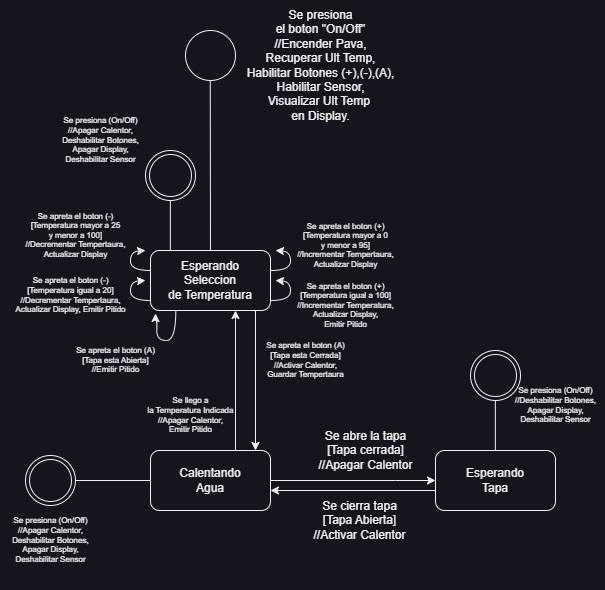 Se presiona
el boton "On/Off"
//Encender Pava,
Recuperar Ult Temp,
Habilitar Botones (+),(-),(A),
Habilitar Sensor,
Visualizar Ult Temp
en Display.
Se presiona (On/Off)
//Apagar Calentor,
Deshabilitar Botones,
Apagar Display,
Deshabilitar Sensor
Se apreta el boton (-)
[Temperatura mayor a 25
y menor a 100]
//Decrementar Tempertaura,
Actualizar Display
Se apreta el boton (-)
[Temperatura igual a 20]
//Decrementar Tempertaura,
Actualizar Display, Emitir Pitido
Esperando
Seleccion
de Temperatura
Se apreta el boton (+)
[Temperatura mayor a 0
y menor a 95]
//Incrementar Tempertaura,
Actualizar Display
Se apreta el boton (+)
[Temperatura igual a 100]
//Incrementar Temperatura,
Actualizar Display,
Emitir Pitido
Se apreta el boton (A)
[Tapa esta Abierta]
//Emitir Pitido
Se apreta el boton (A)
[Tapa esta Cerrada]
//Activar Calentor,
Guardar Tempertaura
Se llego a
la Temperatura Indicada
//Apagar Calentor,
Emitir Pitido
Se presiona (On/Off)
//Deshabilitar Botones,
Apagar Display,
Deshabilitar Sensor
Calentando
Agua
Se abre la tapa
[Tapa cerrada]
//Apagar Calentor
Se cierra tapa
[Tapa Abierta]
//Activar Calentor
Esperando
Tapa
Se presiona (On/Off)
//Apagar Calentor,
Deshabilitar Botones,
Apagar Display,
Deshabilitar Sensor